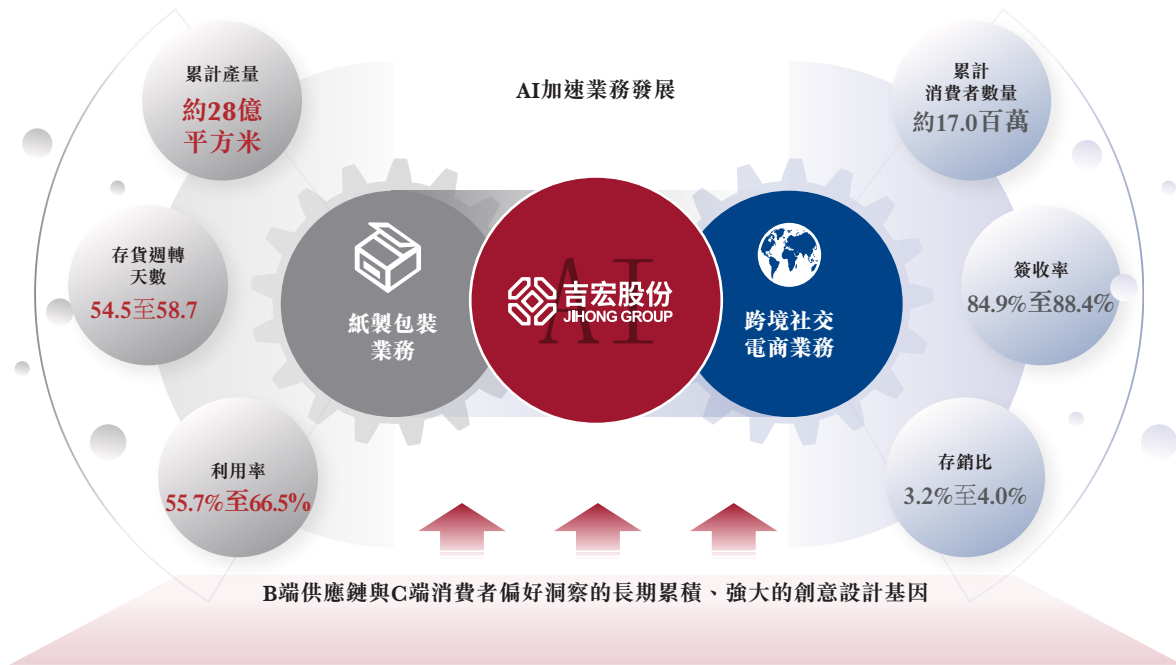 AI加速業務發展
累計產量
約28億
平方米
存貨週轉
天數
54.5至58.7
利用率
55.7%至66.5%
紙製包裝
業務
AI
吉宏股份
JIHONG GROUP
跨境社交
電商業務
累計
消費者數量
約17.0百萬
簽收率
84.9%至88.4%
存銷比
3.2%至4.0%
B端供應鏈與C端消費者偏好洞察的長期累積、強大的創意設計基因